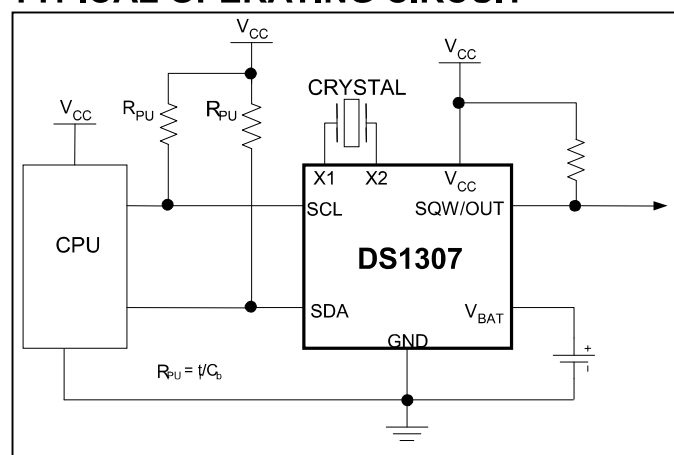 TYPICAL OPERATING CIRCUIT
VCC
VCC
CRYSTAL
VCC
RPU
RPU
X1
X2
VCC
SCL
SQW/OUT
CPU
DS1307
SDA
VBAT
GND
+
-
RPU = tr/Cb